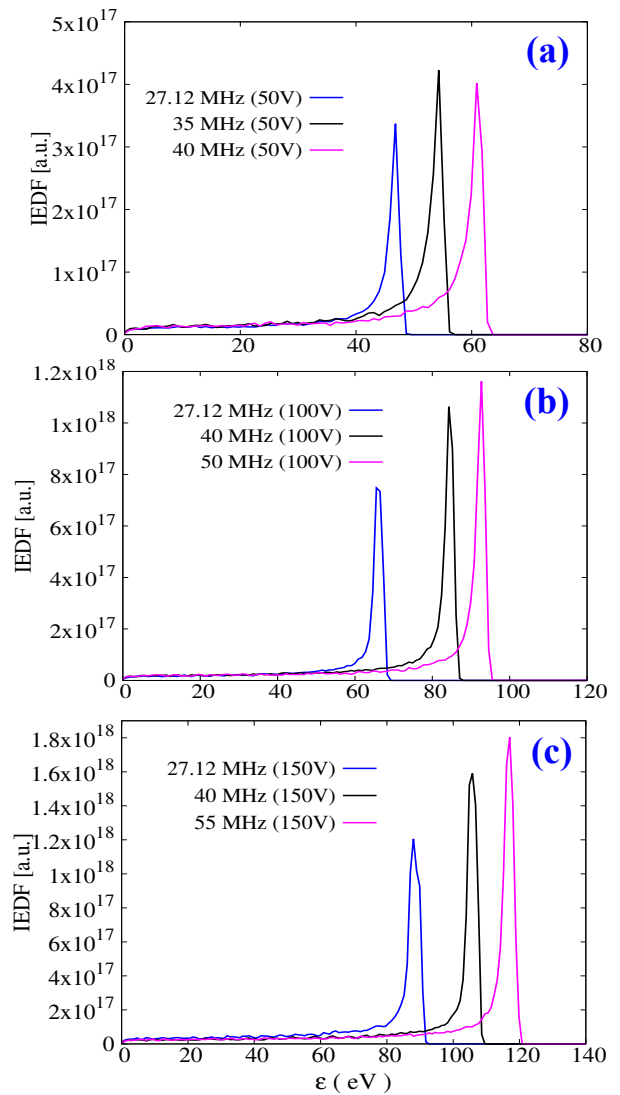 (a)
5x10¹⁷
4x10¹⁷
3x10¹⁷
2x10¹⁷
1x10¹⁷
0
IEDF [a.u.]
27.12 MHz (50V)
35 MHz (50V)
40 MHz (50V)
0 20 40 60 80
(b)
1.2x10¹⁸
1x10¹⁸
8x10¹⁷
6x10¹⁷
4x10¹⁷
2x10¹⁷
0
IEDF [a.u.]
27.12 MHz (100V)
40 MHz (100V)
50 MHz (100V)
0 20 40 60 80 100 120
(c)
1.8x10¹⁸
1.6x10¹⁸
1.4x10¹⁸
1.2x10¹⁸
1x10¹⁸
8x10¹⁷
6x10¹⁷
4x10¹⁷
2x10¹⁷
0
IEDF [a.u.]
27.12 MHz (150V)
40 MHz (150V)
55 MHz (150V)
0 20 40 60 80 100 120 140
ε ( eV )